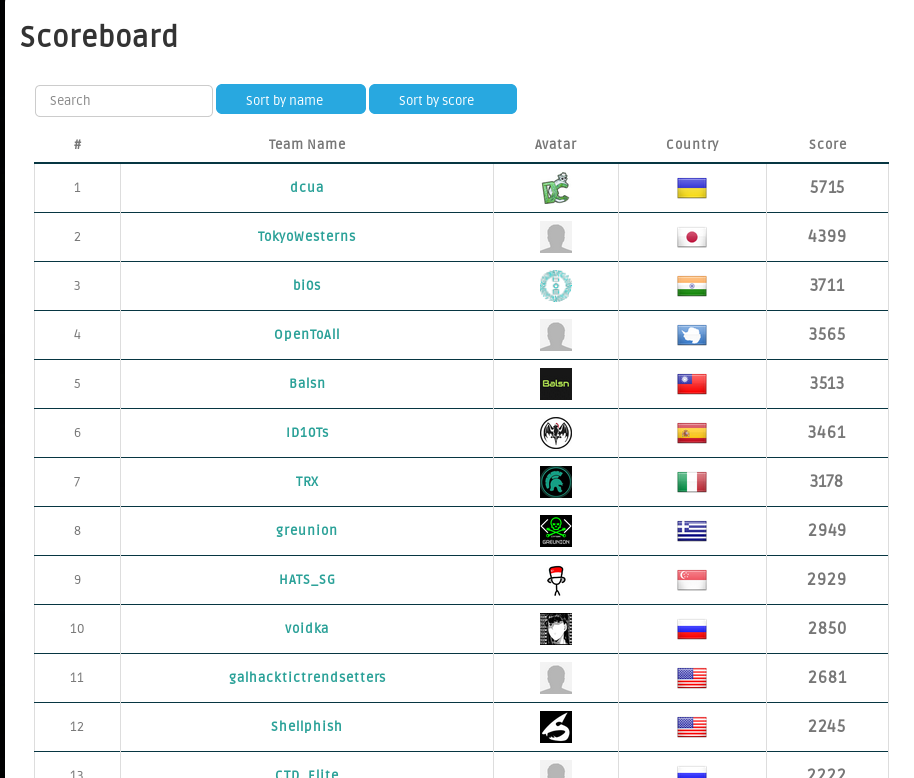 Scoreboard
Search Sort by name Sort by score
# Team Name Avatar Country Score
1 dcua 5715
2 TokyoWesterns 4399
3 bi0s 3711
4 OpenToAll 3565
5 Balsn Balsn 3513
6 ID10Ts 3461
7 TRX 3178
8 greunion GREUNION 2949
9 HATS_SG 2929
10 voidka 2850
11 galhacktictrendsetters 2681
12 Shellphish 2245
13 CTD_Elite 2222